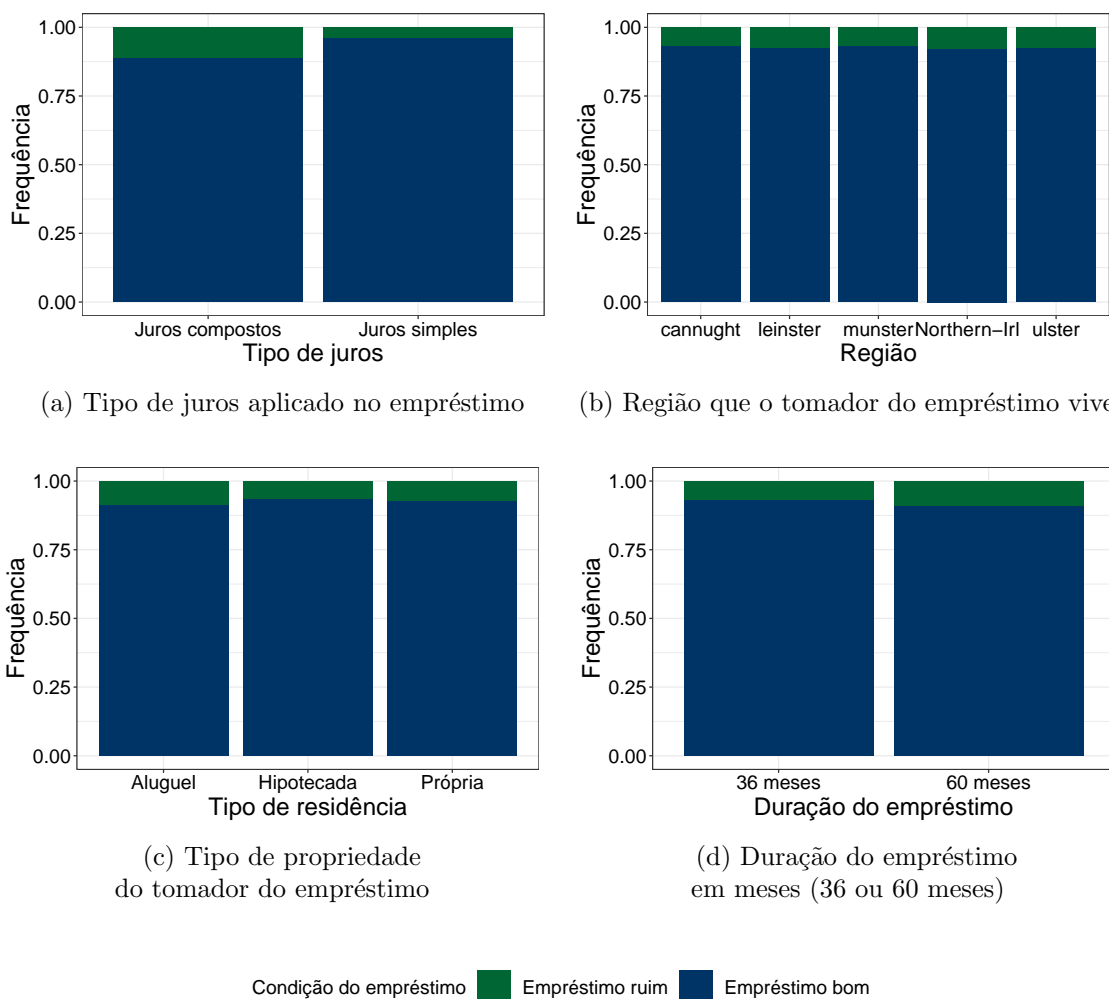 1.00
0.75
0.50
0.25
0.00
Frequência
Juros compostos
Juros simples
Tipo de juros
(a) Tipo de juros aplicado no empréstimo
1.00
0.75
0.50
0.25
0.00
Frequência
cannught
leinster
munster
Northern−Irl
ulster
Região
(b) Região que o tomador do empréstimo vive
1.00
0.75
0.50
0.25
0.00
Frequência
Aluguel
Hipotecada
Própria
Tipo de residência
(c) Tipo de propriedade
do tomador do empréstimo
1.00
0.75
0.50
0.25
0.00
Frequência
36 meses
60 meses
Duração do empréstimo
(d) Duração do empréstimo
em meses (36 ou 60 meses)
Condição do empréstimo Empréstimo ruim Empréstimo bom